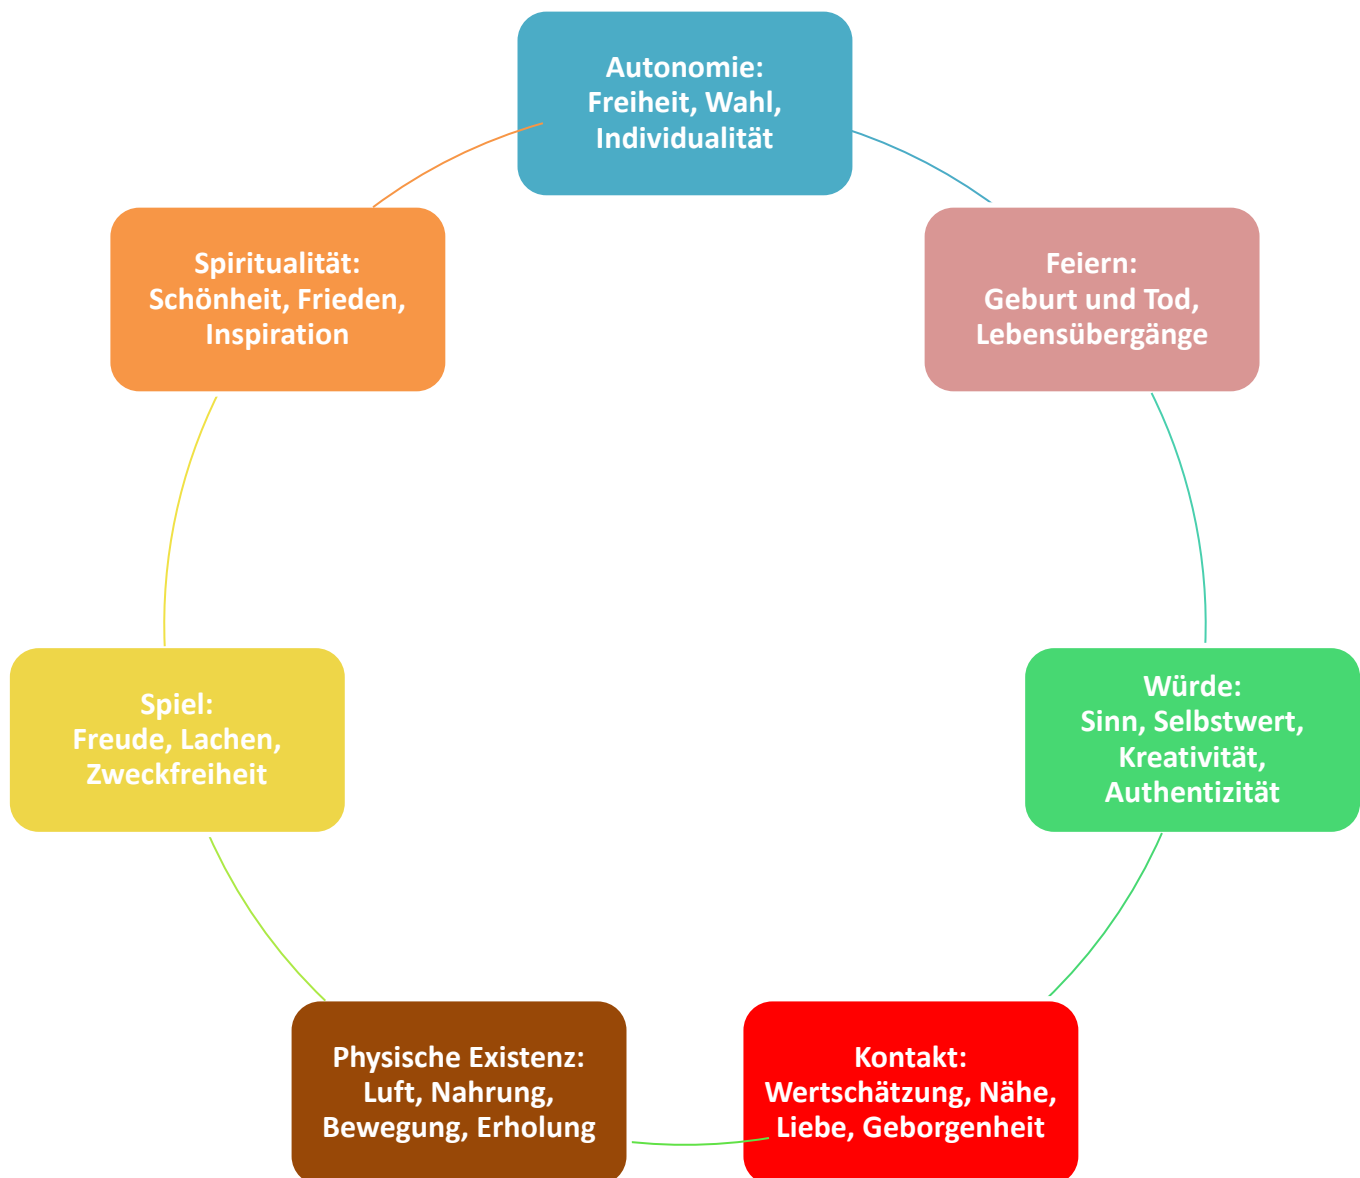 Autonomie:
Freiheit, Wahl,
Individualität
Feiern:
Geburt und Tod,
Lebensübergänge
Würde:
Sinn, Selbstwert,
Kreativität,
Authentizität
Kontakt:
Wertschätzung, Nähe,
Liebe, Geborgenheit
Physische Existenz:
Luft, Nahrung,
Bewegung, Erholung
Spiel:
Freude, Lachen,
Zweckfreiheit
Spiritualität:
Schönheit, Frieden,
Inspiration